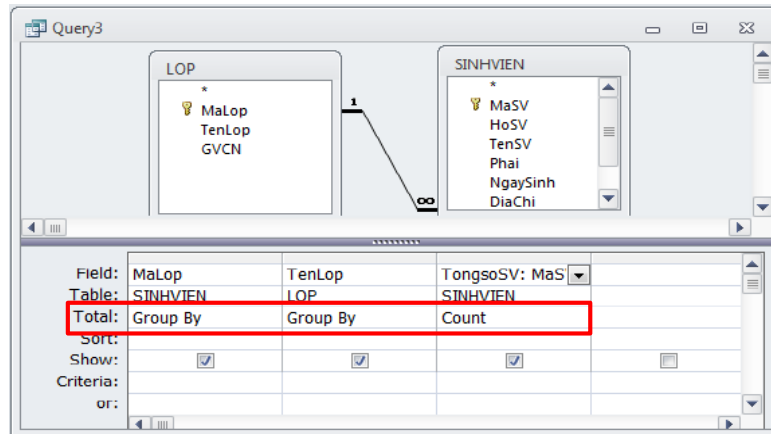 Query3
LOP
*
MaLop
TenLop
GVCN
1
∞
SINHVIEN
*
MaSV
HoSV
TenSV
Phai
NgaySinh
DiaChi
Field: MaLop TenLop TongsoSV: MaS
Table: SINHVIEN LOP SINHVIEN
Total: Group By Group By Count
Sort:
Show:
Criteria:
or: